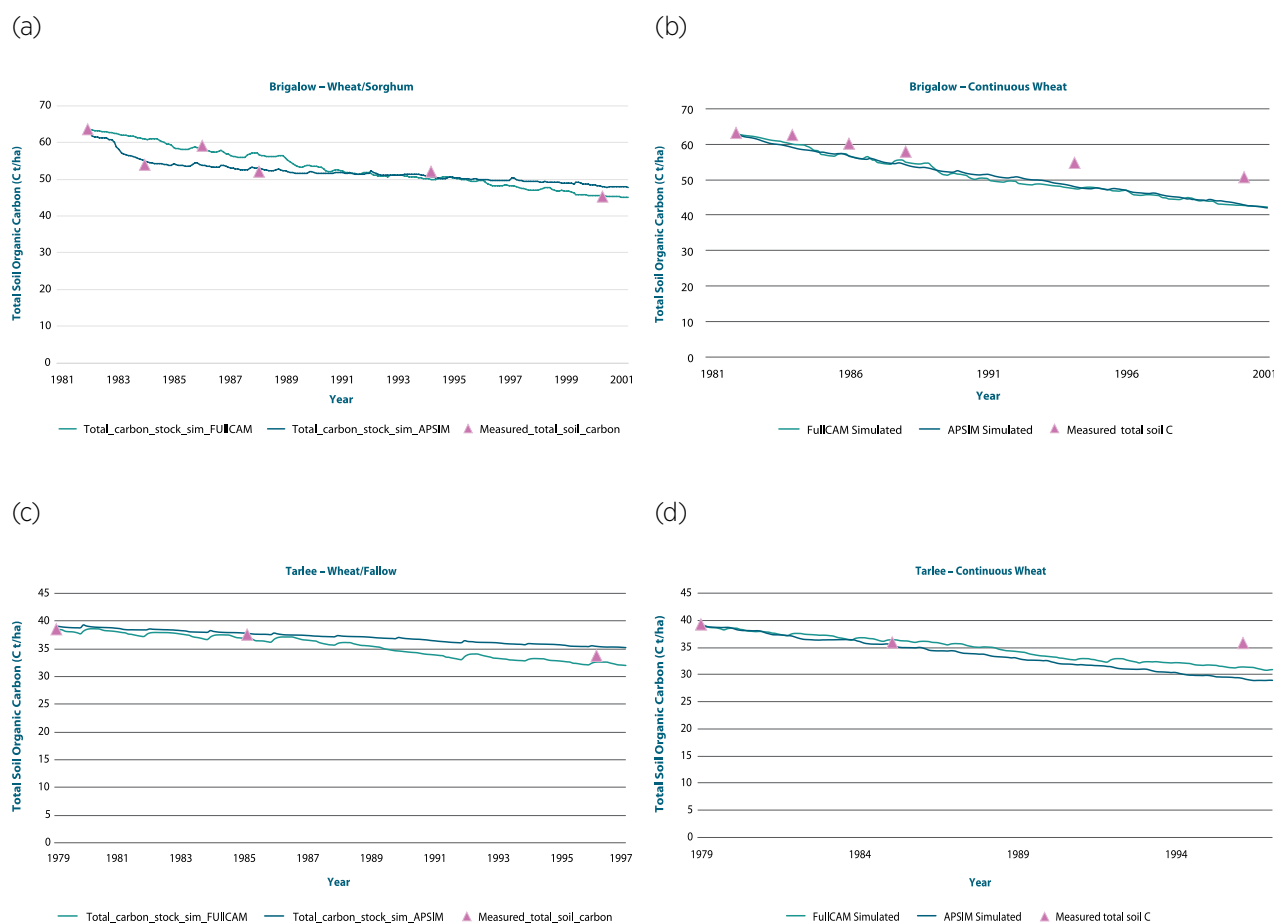 (a)
Brigalow – Wheat/Sorghum
Total Soil Organic Carbon (C t/ha)
70
60
50
40
30
20
10
0
1981 1983 1985 1987 1989 1991 1993 1995 1997 1999 2001
Year
Total_carbon_stock_sim_FUllCAM Total_carbon_stock_sim_APSIM Measured_total_soil_carbon
(b)
Brigalow – Continuous Wheat
Total Soil Organic Carbon (C t/ha)
70
60
50
40
30
20
10
0
1981 1986 1991 1996 2001
Year
FullCAM Simulated APSIM Simulated Measured total soil C
(c)
Tarlee – Wheat/Fallow
Total Soil Organic Carbon (C t/ha)
45
40
35
30
25
20
15
10
5
0
1979 1981 1983 1985 1987 1989 1991 1993 1995 1997
Year
Total_carbon_stock_sim_FUllCAM Total_carbon_stock_sim_APSIM Measured_total_soil_carbon
(d)
Tarlee – Continuous Wheat
Total Soil Organic Carbon (C t/ha)
45
40
35
30
25
20
15
10
5
0
1979 1984 1989 1994
Year
FullCAM Simulated APSIM Simulated Measured total soil C